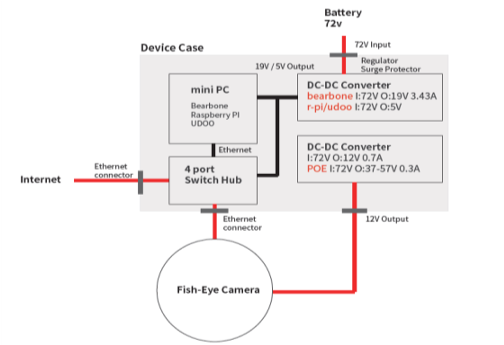 Battery
72v
72V Input
Device Case
Regulator
Surge Protector
19V / 5V Output
mini PC
Bearbone
Raspberry PI
UDOO
DC-DC Converter
bearbone I:72V O:19V 3.43A
r-pi/udoo I:72V O:5V
Ethernet
DC-DC Converter
I:72V O:12V 0.7A
POE I:72V O:37-57V 0.3A
Internet
Ethernet
connector
4 port
Switch Hub
Ethernet
connector
12V Output
Fish-Eye Camera